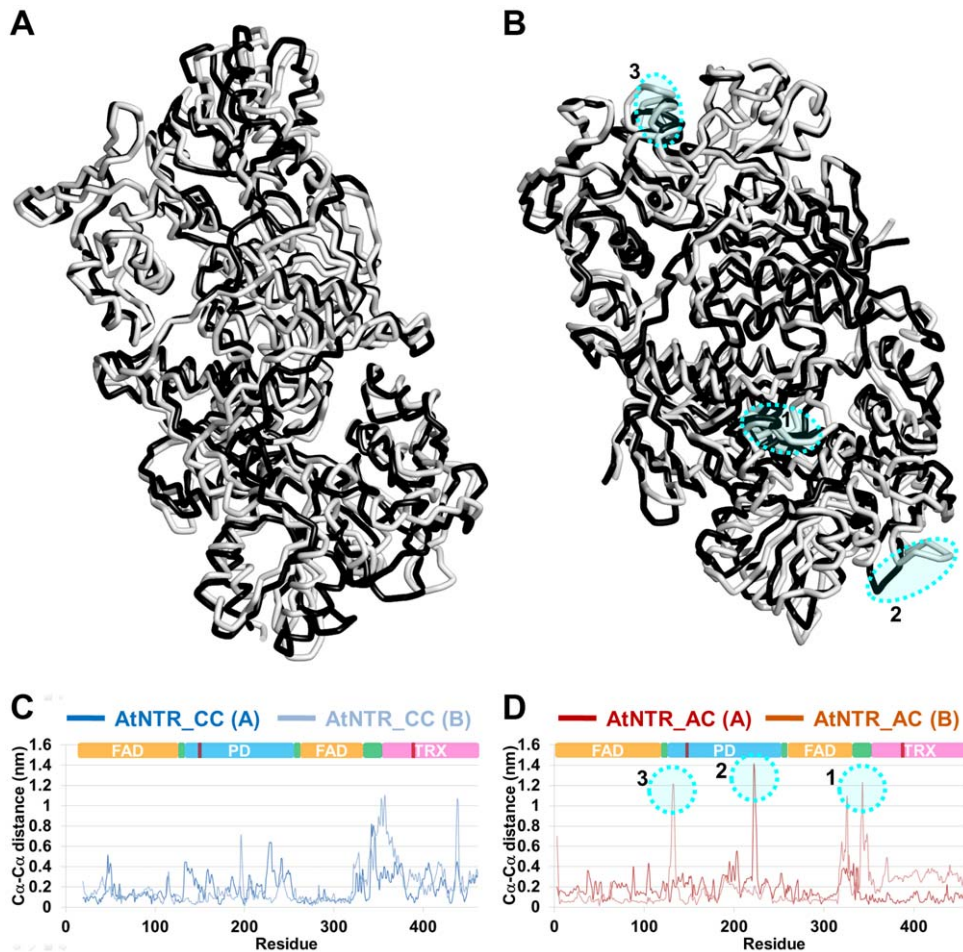 A
B
3
1
2
C
AtNTR_CC (A) AtNTR_CC (B)
FAD PD FAD TRX
Cα-Cα distance (nm)
1.6
1.4
1.2
1
0.8
0.6
0.4
0.2
0
0 100 200 300 400
Residue
D
AtNTR_AC (A) AtNTR_AC (B)
FAD PD FAD TRX
Cα-Cα distance (nm)
1.6
1.4
1.2
1
0.8
0.6
0.4
0.2
0
3
2
1
0 100 200 300 400
Residue